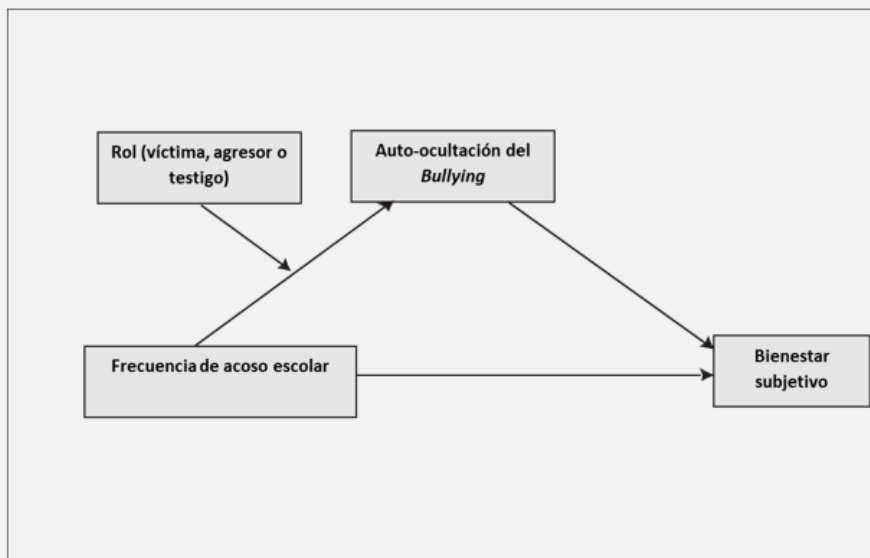 Rol (víctima, agresor o
testigo)
Auto-ocultación del
Bullying
Frecuencia de acoso escolar
Bienestar
subjetivo